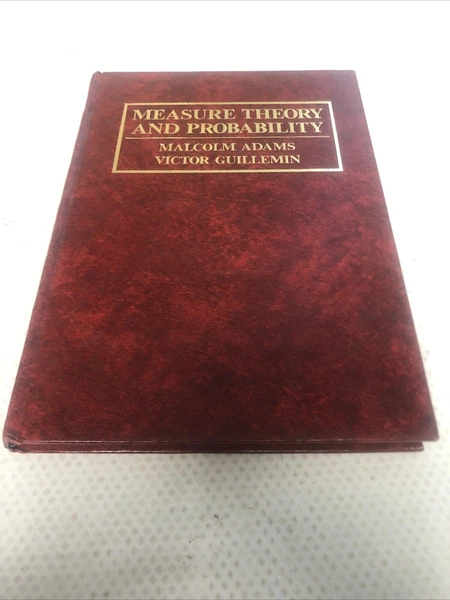 MEASURE THEORY
AND PROBABILITY
MALCOLM ADAMS
VICTOR GUILLEMIN